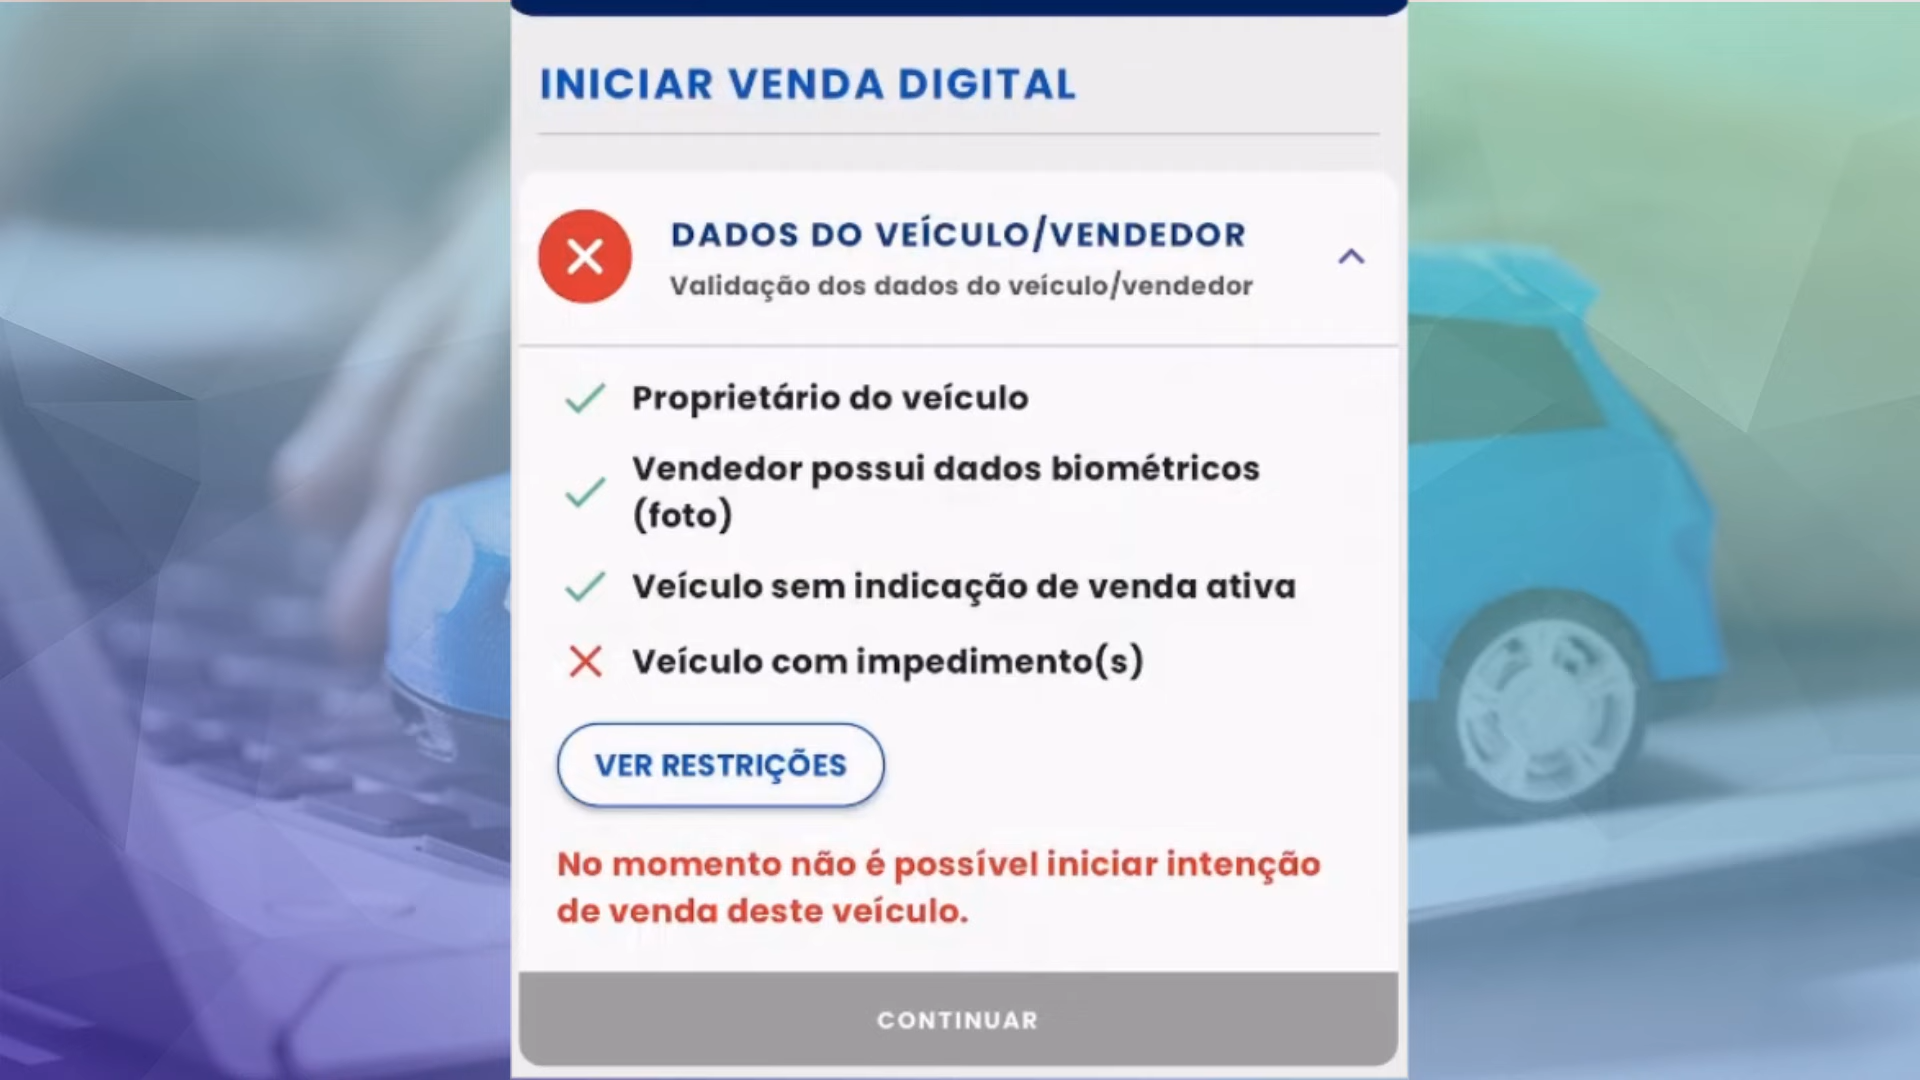 INICIAR VENDA DIGITAL
DADOS DO VEÍCULO/VENDEDOR
Validação dos dados do veículo/vendedor
Proprietário do veículo
Vendedor possui dados biométricos
(foto)
Veículo sem indicação de venda ativa
Veículo com impedimento(s)
VER RESTRIÇÕES
No momento não é possível iniciar intenção
de venda deste veículo.
CONTINUAR